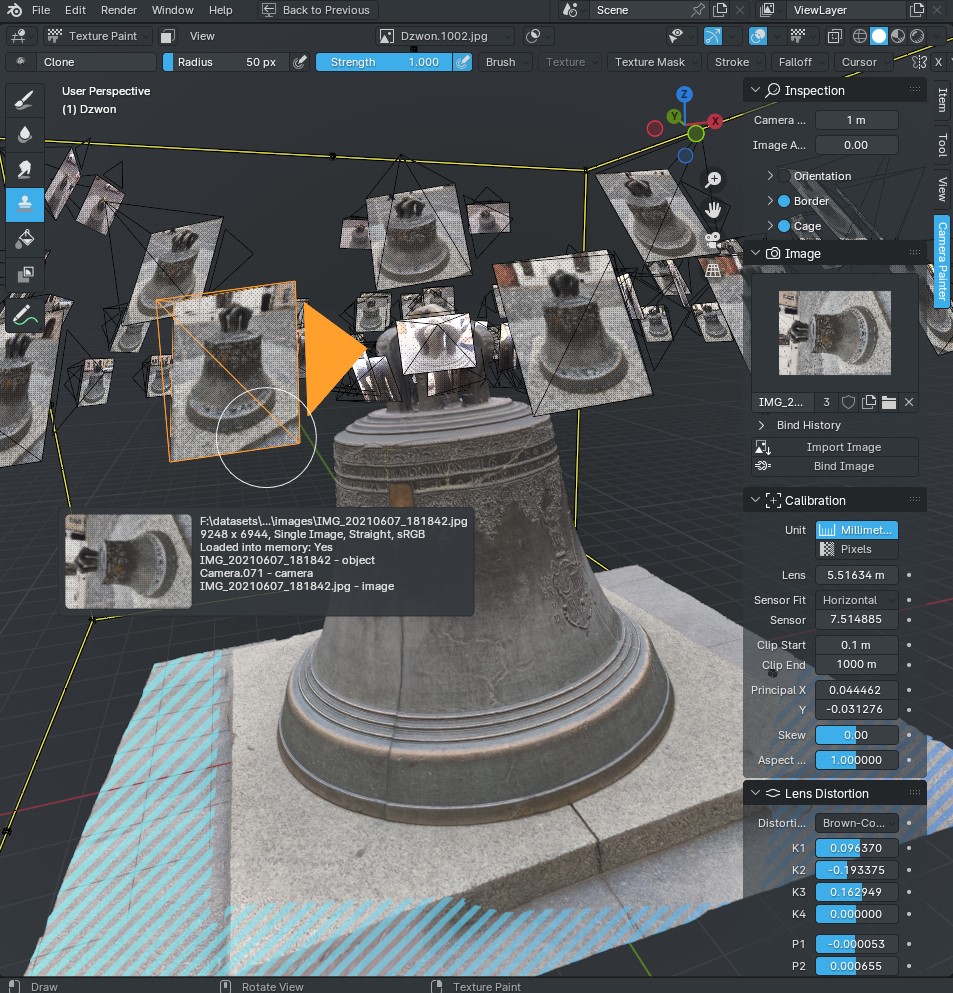 File Edit Render Window Help Back to Previous Scene ViewLayer
Texture Paint View Dzwon.1002.jpg
Clone Radius 50 px Strength 1.000 Brush Texture Texture Mask Stroke Falloff Cursor X
User Perspective
(1) Dzwon
Z
Y
X
Item
Tool
View
Camera Painter
Inspection
Camera ... 1 m
Image A... 0.00
Orientation
Border
Cage
Image
IMG_2... 3
Bind History
Import Image
Bind Image
Calibration
Unit Millimet...
Pixels
Lens 5.51634 m
Sensor Fit Horizontal
Sensor 7.514885
Clip Start 0.1 m
Clip End 1000 m
Principal X 0.044462
Y -0.031276
Skew 0.00
Aspect ... 1.000000
Lens Distortion
Distorti... Brown-Co...
K1 0.096370
K2 -0.193375
K3 0.162949
K4 0.000000
P1 -0.000053
P2 0.000655
F:\datasets\...\images\IMG_20210607_181842.jpg
9248 x 6944, Single Image, Straight, sRGB
Loaded into memory: Yes
IMG_20210607_181842 - object
Camera.071 - camera
IMG_20210607_181842.jpg - image
Draw Rotate View Texture Paint